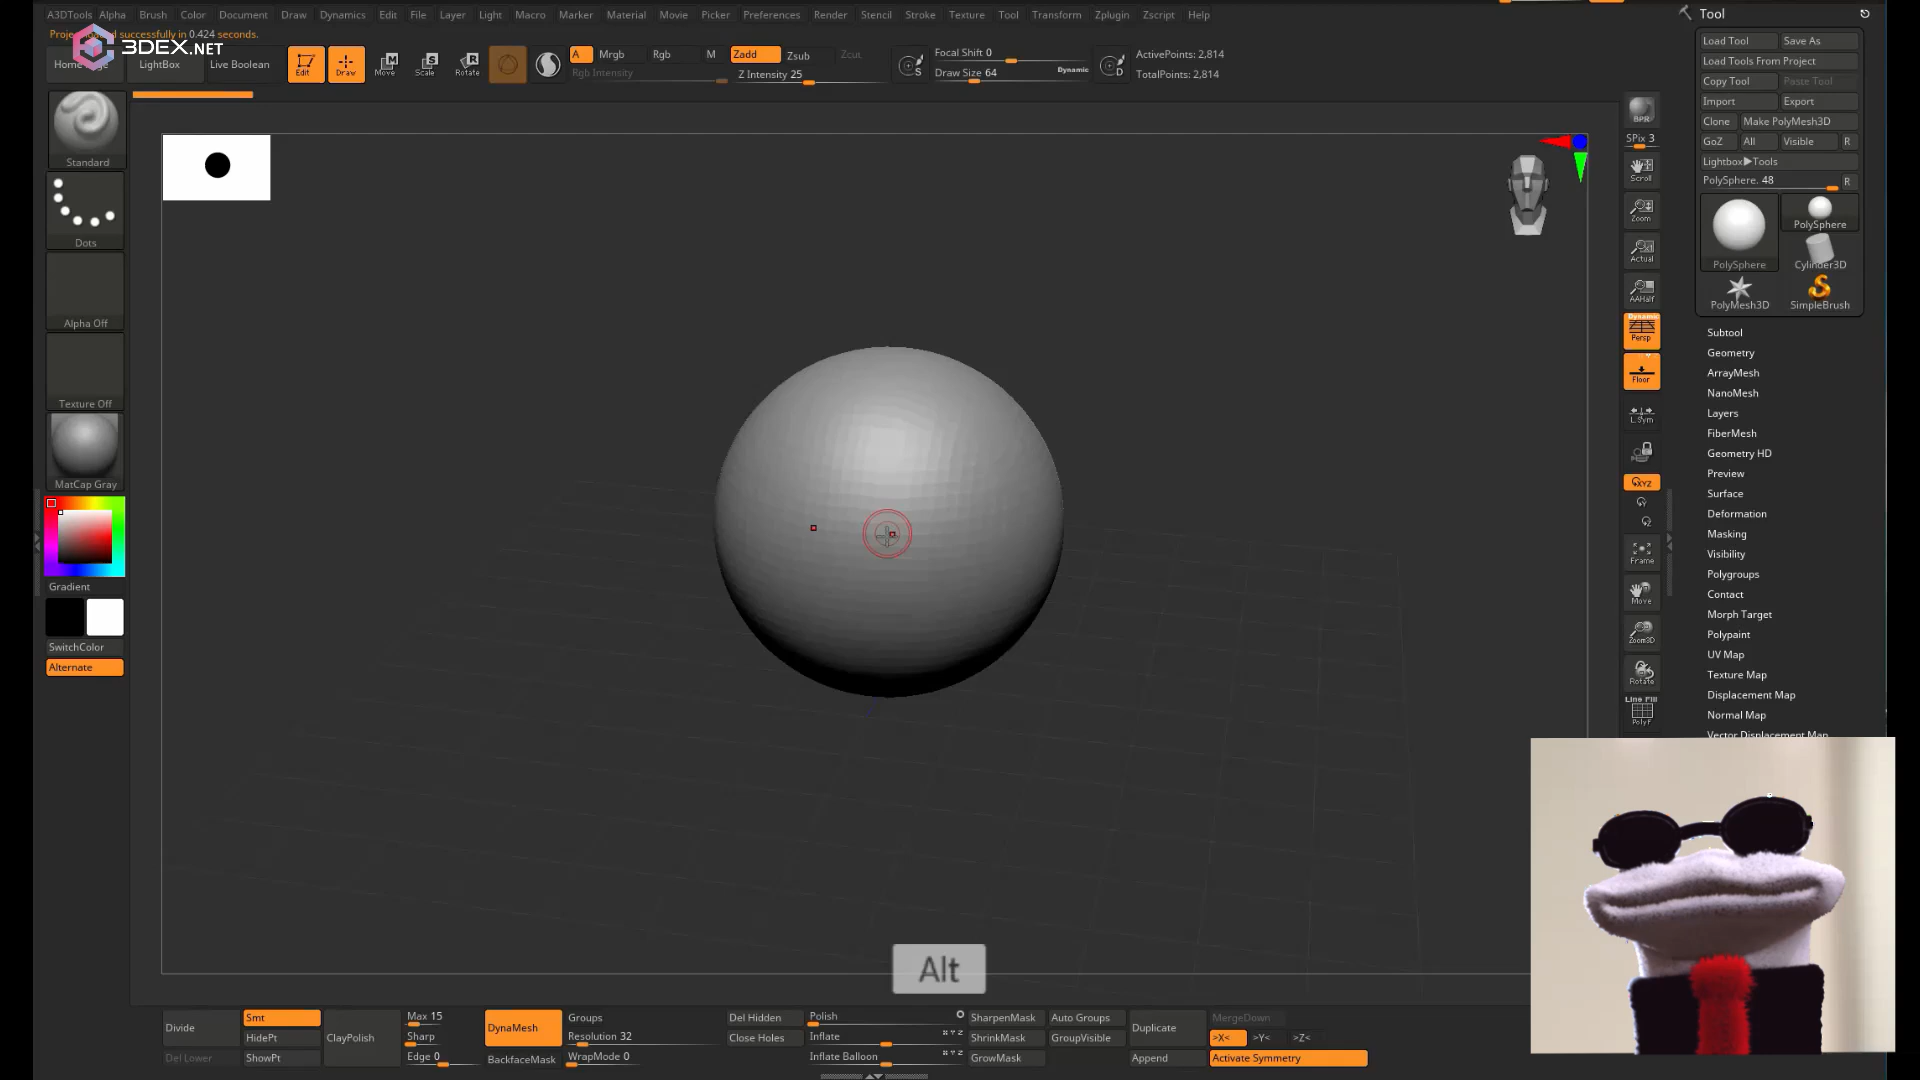 A3DTools Alpha Brush Color Document Draw Dynamics Edit File Layer Light Macro Marker Material Movie Picker Preferences Render Stencil Stroke Texture Tool Transform Zplugin Zscript Help
successfully in 0.424 seconds.
3DEX.NET
LightBox
Live Boolean
Edit
Draw
Move
Scale
Rotate
A
Mrgb
Rgb
M
Rgb Intensity
Zadd
Zsub
Zcut
Z Intensity 25
Focal Shift 0
Draw Size 64
Dynamic
S
D
ActivePoints: 2,814
TotalPoints: 2,814
Standard
Dots
Alpha Off
Texture Off
MatCap Gray
Gradient
SwitchColor
Alternate
BPR
SPix 3
Scroll
Zoom
Actual
AAHalf
Dynamic
Persp
Floor
L.Sym
XYZ
Frame
Move
Zoom3D
Rotate
Line Fill
PolyF
Tool
Load Tool
Save As
Load Tools From Project
Copy Tool
Paste Tool
Import
Export
Clone
Make PolyMesh3D
GoZ
All
Visible
R
Lightbox▶Tools
PolySphere. 48
R
PolySphere
PolySphere
Cylinder3D
PolyMesh3D
SimpleBrush
Subtool
Geometry
ArrayMesh
NanoMesh
Layers
FiberMesh
Geometry HD
Preview
Surface
Deformation
Masking
Visibility
Polygroups
Contact
Morph Target
Polypaint
UV Map
Texture Map
Displacement Map
Normal Map
Vector Displacement Map
Alt
Divide
Del Lower
Smt
HidePt
ShowPt
ClayPolish
Max 15
Sharp
Edge 0
DynaMesh
BackfaceMask
Groups
Resolution 32
WrapMode 0
Del Hidden
Close Holes
Polish
Inflate
Inflate Balloon
SharpenMask
ShrinkMask
GrowMask
Auto Groups
GroupVisible
Duplicate
Append
MergeDown
>X<
>Y<
>Z<
Activate Symmetry